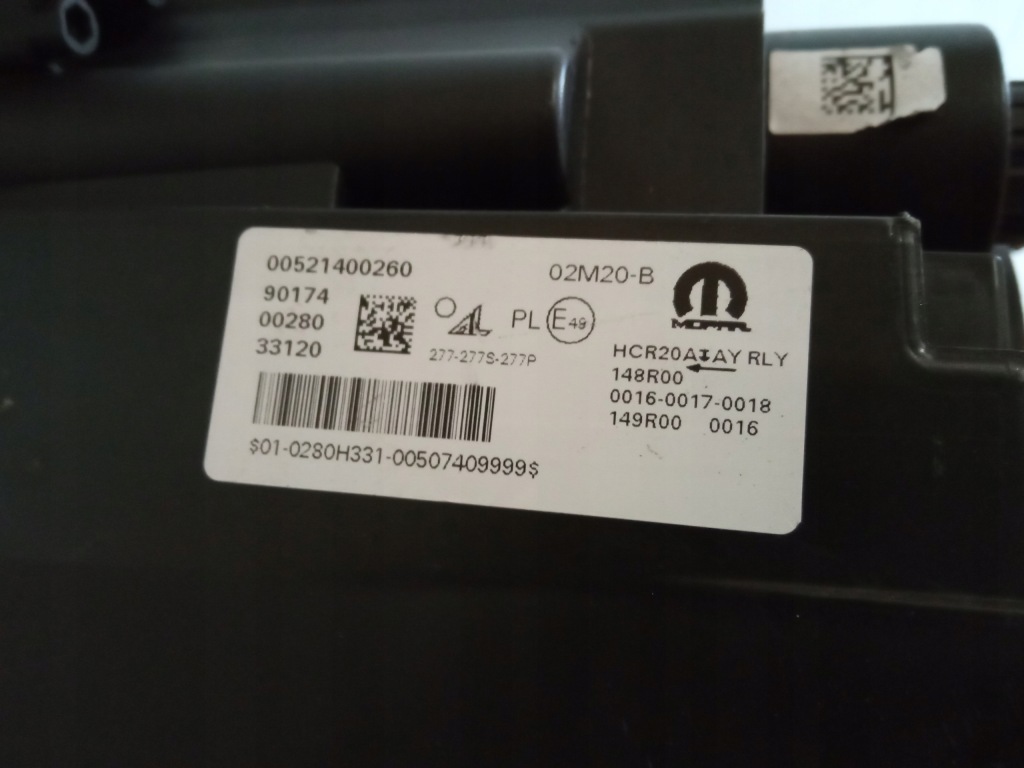 00521400260
90174
00280
33120
277-277S-277P
$01-0280H331-00507409999$
PL E49
02M20-B
MOPAR
HCR20A AY RLY
148R00
0016-0017-0018
149R00 0016